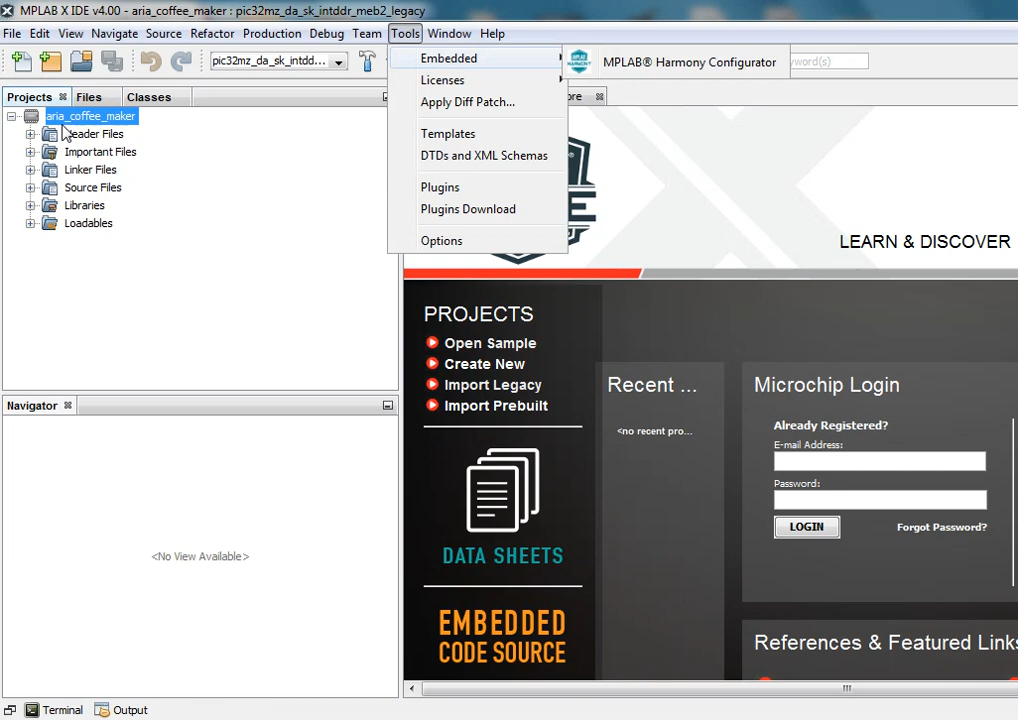 MPLAB X IDE v4.00 - aria_coffee_maker : pic32mz_da_sk_intddr_meb2_legacy
File Edit View Navigate Source Refactor Production Debug Team Tools Window Help
pic32mz_da_sk_intdd...
Embedded
MPLAB® Harmony Configurator
Licenses
Apply Diff Patch...
Templates
DTDs and XML Schemas
Plugins
Plugins Download
Options
Projects Files Classes
aria_coffee_maker
Header Files
Important Files
Linker Files
Source Files
Libraries
Loadables
Navigator
<No View Available>
LEARN & DISCOVER
PROJECTS
Open Sample
Create New
Import Legacy
Import Prebuilt
DATA SHEETS
EMBEDDED
CODE SOURCE
Recent ...
<no recent pro...
Microchip Login
Already Registered?
E-mail Address:
Password:
LOGIN Forgot Password?
References & Featured Links
Terminal Output